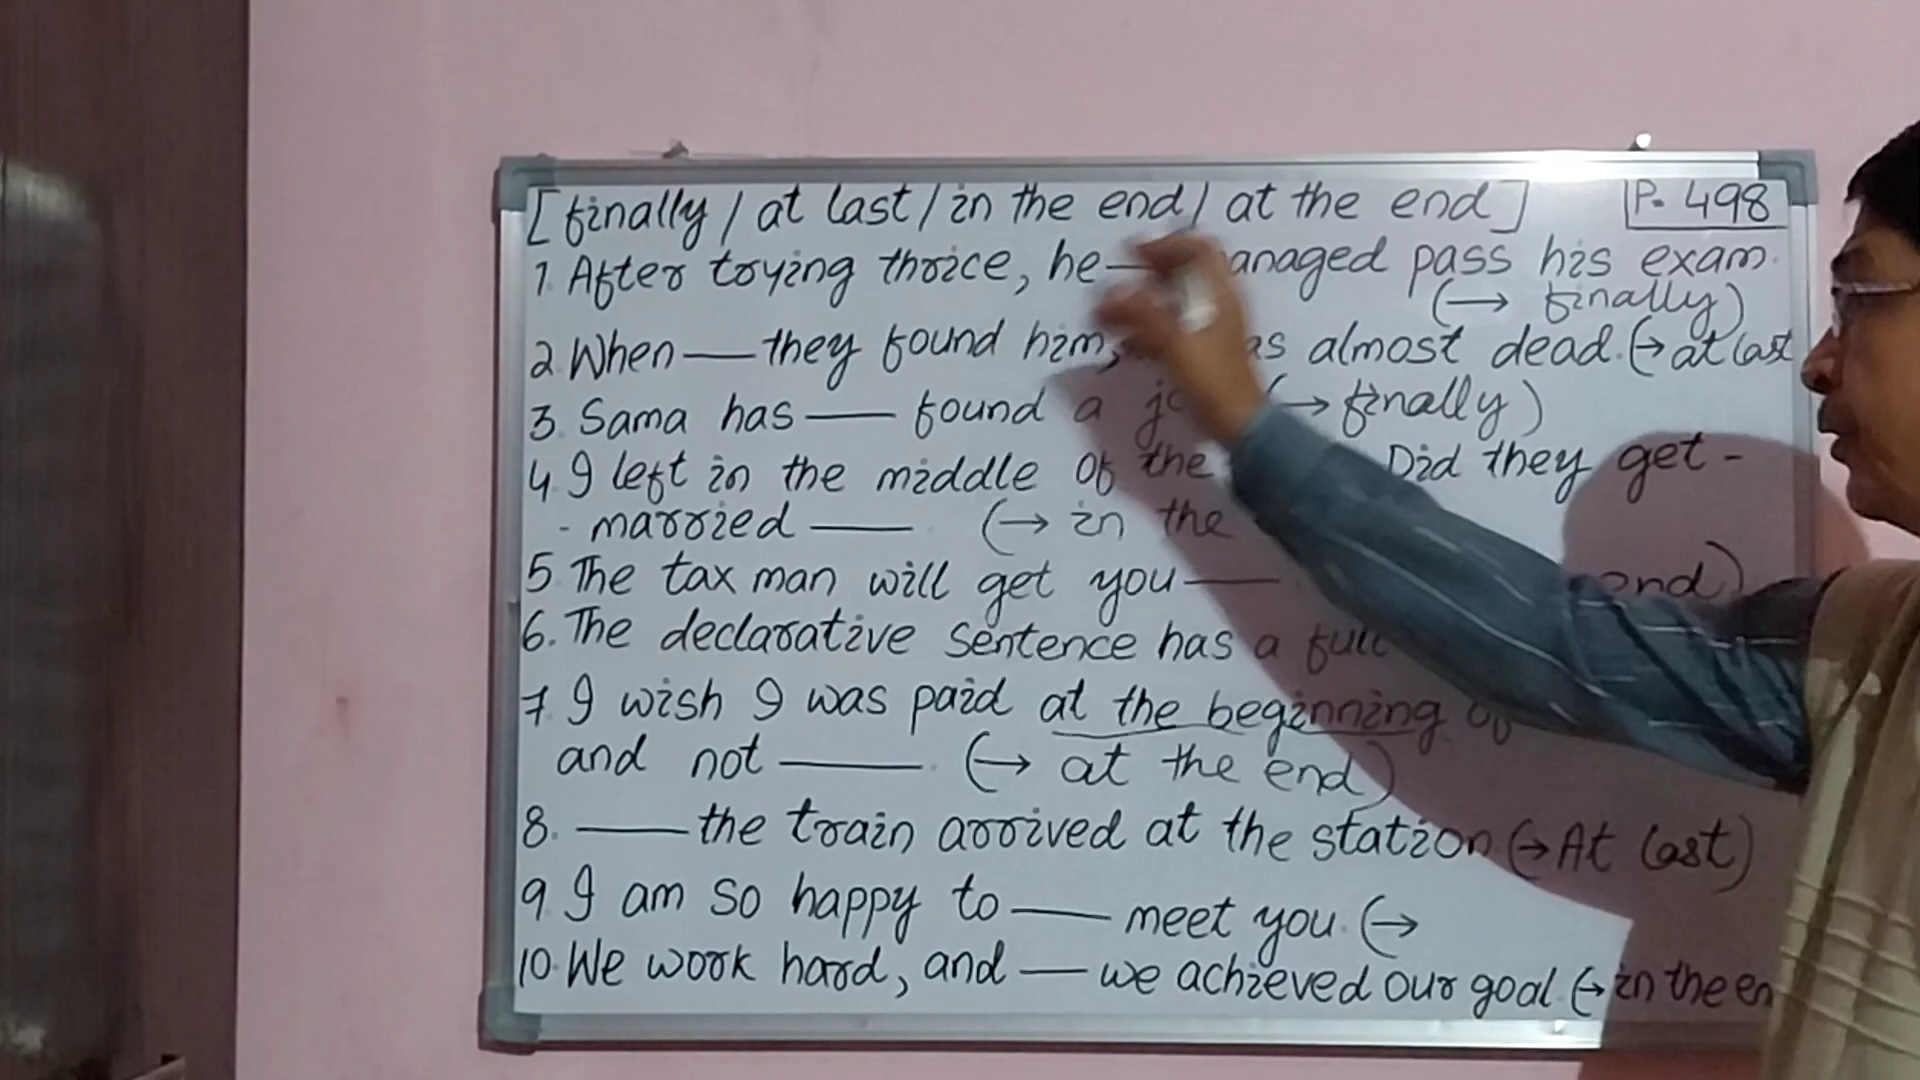 [finally / at last / in the end / at the end] P. 498
1. After trying thrice, he — managed pass his exam.
(→ finally)
2. When — they found him, as almost dead. (→ at last
3. Sama has — found a (→ finally)
4. I left in the middle of the Did they get -
- married — (→ in the
5 The tax man will get you — end)
6. The declarative sentence has a full
7 I wish I was paid at the beginning of
and not —. (→ at the end)
8. — the train arrived at the station (→ At last)
9 I am so happy to — meet you. (→
10. We work hard, and — we achieved our goal. (→ in the en